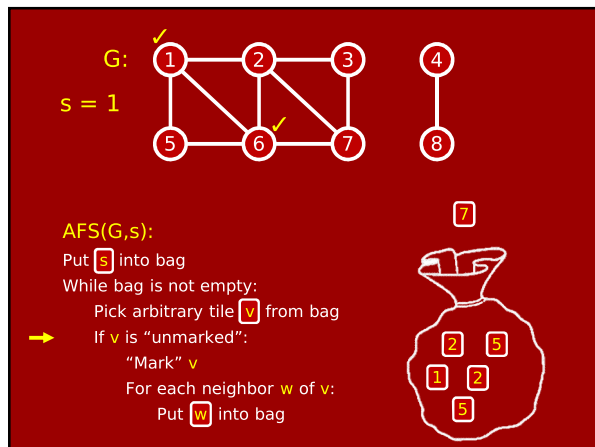 ✓
G: 1 2 3 4
s = 1
5 6 ✓ 7 8
7
AFS(G,s):
Put s into bag
While bag is not empty:
Pick arbitrary tile v from bag
If v is “unmarked”:
“Mark” v
For each neighbor w of v:
Put w into bag
2 5
1 2
5